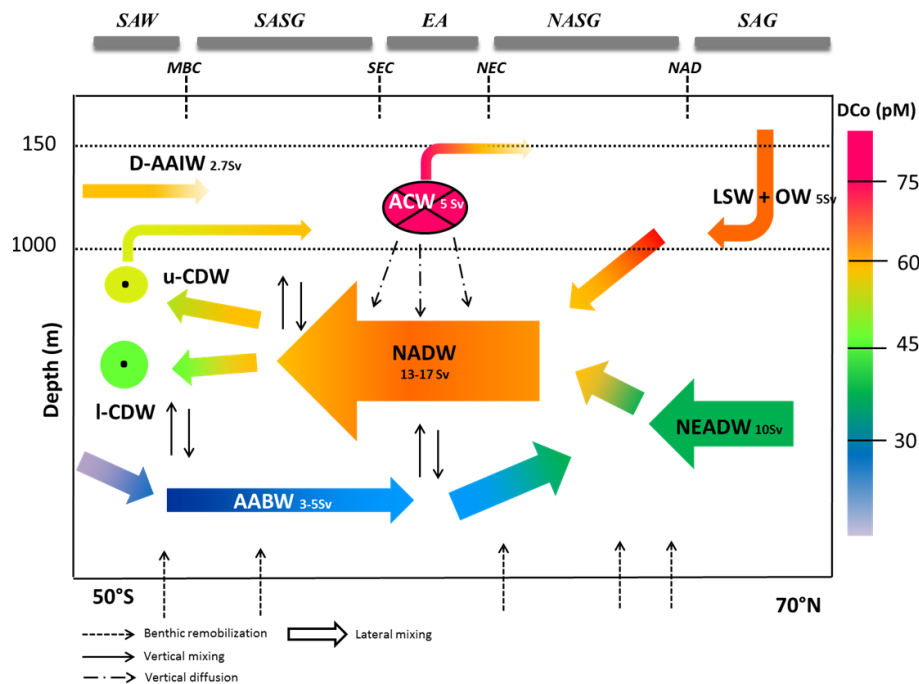 SAW SASG EA NASG SAG
MBC SEC NEC NAD
DCo (pM)
150
D-AAIW 2.7Sv
ACW 5 Sv
LSW + OW 5Sv
75
1000
60
u-CDW
Depth (m)
NADW
13-17 Sv
45
l-CDW
NEADW 10Sv
30
AABW 3-5Sv
50°S
70°N
Benthic remobilization
Lateral mixing
Vertical mixing
Vertical diffusion